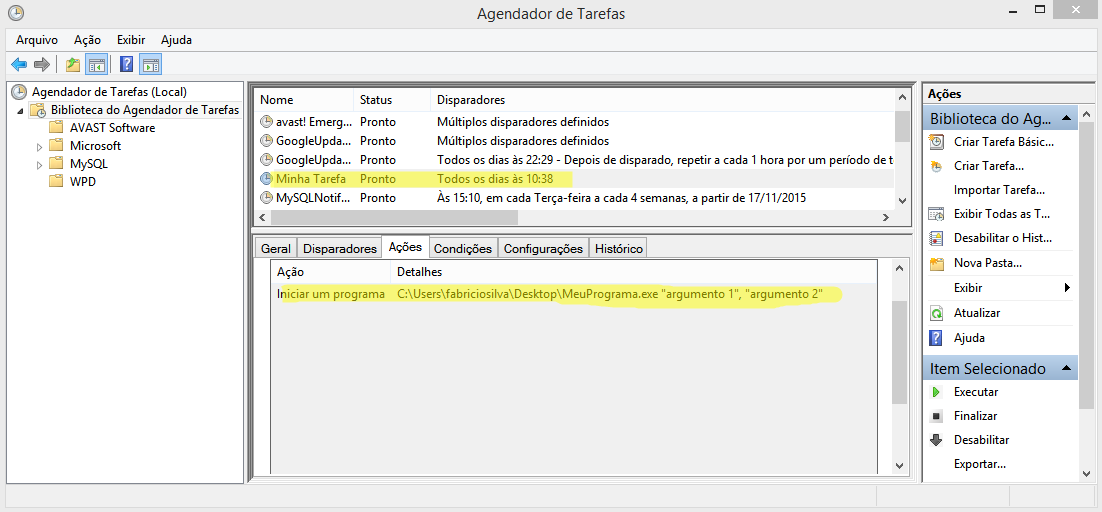 Agendador de Tarefas
Arquivo Ação Exibir Ajuda
Agendador de Tarefas (Local)
Biblioteca do Agendador de Tarefas
AVAST Software
Microsoft
MySQL
WPD
Nome Status Disparadores
avast! Emerg... Pronto Múltiplos disparadores definidos
GoogleUpda... Pronto Múltiplos disparadores definidos
GoogleUpda... Pronto Todos os dias às 22:29 - Depois de disparado, repetir a cada 1 hora por um período de t
Minha Tarefa Pronto Todos os dias às 10:38
MySQLNotif... Pronto Às 15:10, em cada Terça-feira a cada 4 semanas, a partir de 17/11/2015
Geral Disparadores Ações Condições Configurações Histórico
Ação Detalhes
Iniciar um programa C:\Users\fabriciosilva\Desktop\MeuPrograma.exe "argumento 1", "argumento 2"
Ações
Biblioteca do Ag...
Criar Tarefa Básic...
Criar Tarefa...
Importar Tarefa...
Exibir Todas as T...
Desabilitar o Hist...
Nova Pasta...
Exibir
Atualizar
Ajuda
Item Selecionado
Executar
Finalizar
Desabilitar
Exportar...